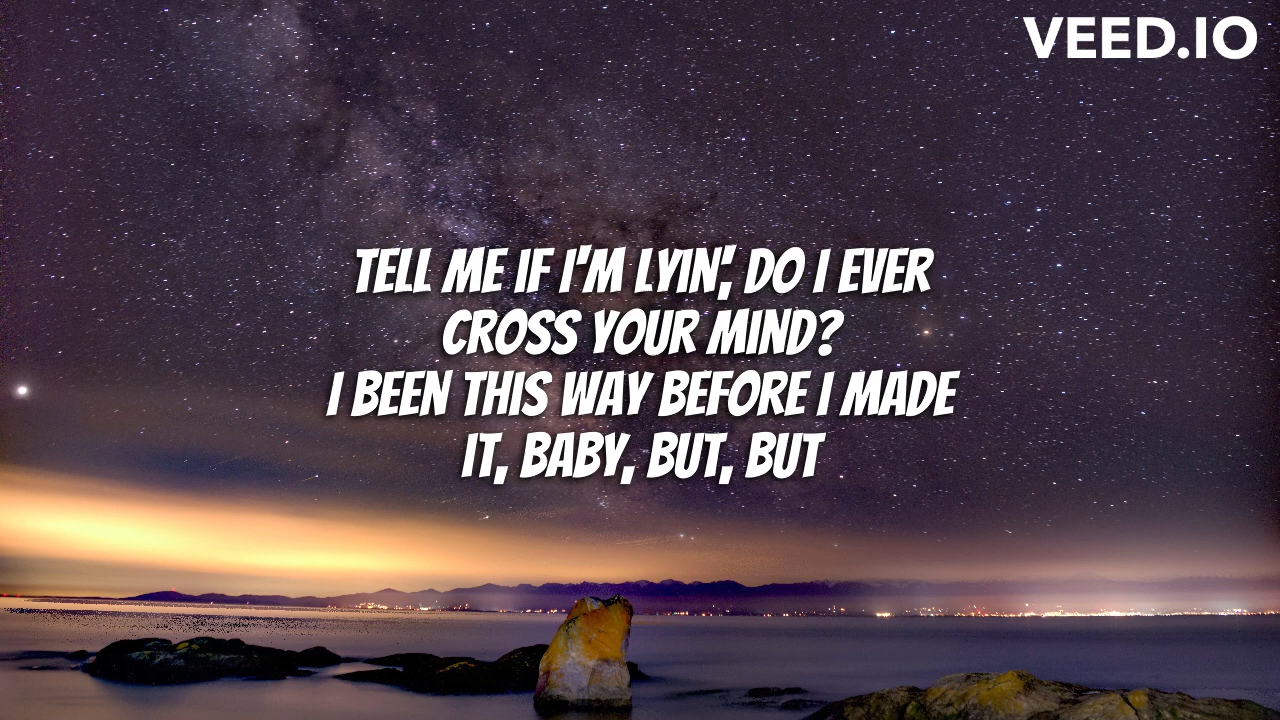 VEED.IO
TELL ME IF I'M LYIN', DO I EVER
CROSS YOUR MIND?
I BEEN THIS WAY BEFORE I MADE
IT, BABY, BUT, BUT